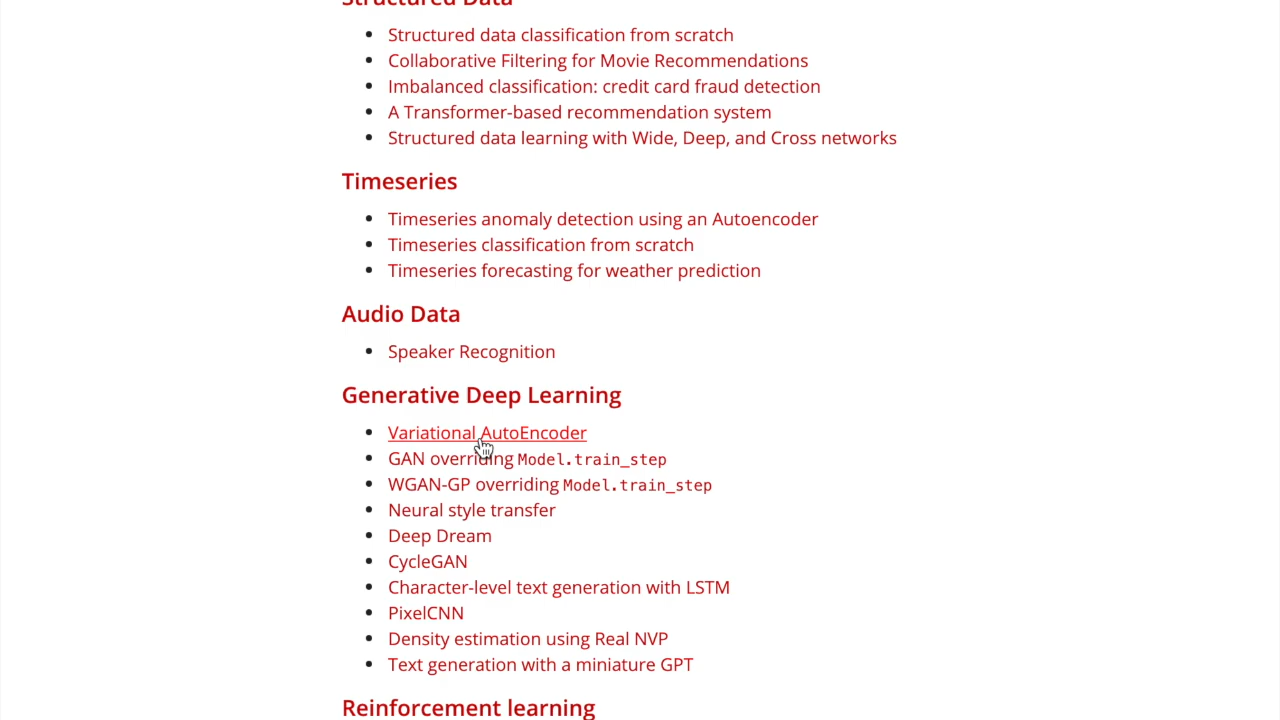 Structured Data
Structured data classification from scratch
Collaborative Filtering for Movie Recommendations
Imbalanced classification: credit card fraud detection
A Transformer-based recommendation system
Structured data learning with Wide, Deep, and Cross networks
Timeseries
Timeseries anomaly detection using an Autoencoder
Timeseries classification from scratch
Timeseries forecasting for weather prediction
Audio Data
Speaker Recognition
Generative Deep Learning
Variational AutoEncoder
GAN overriding Model.train_step
WGAN-GP overriding Model.train_step
Neural style transfer
Deep Dream
CycleGAN
Character-level text generation with LSTM
PixelCNN
Density estimation using Real NVP
Text generation with a miniature GPT
Reinforcement learning